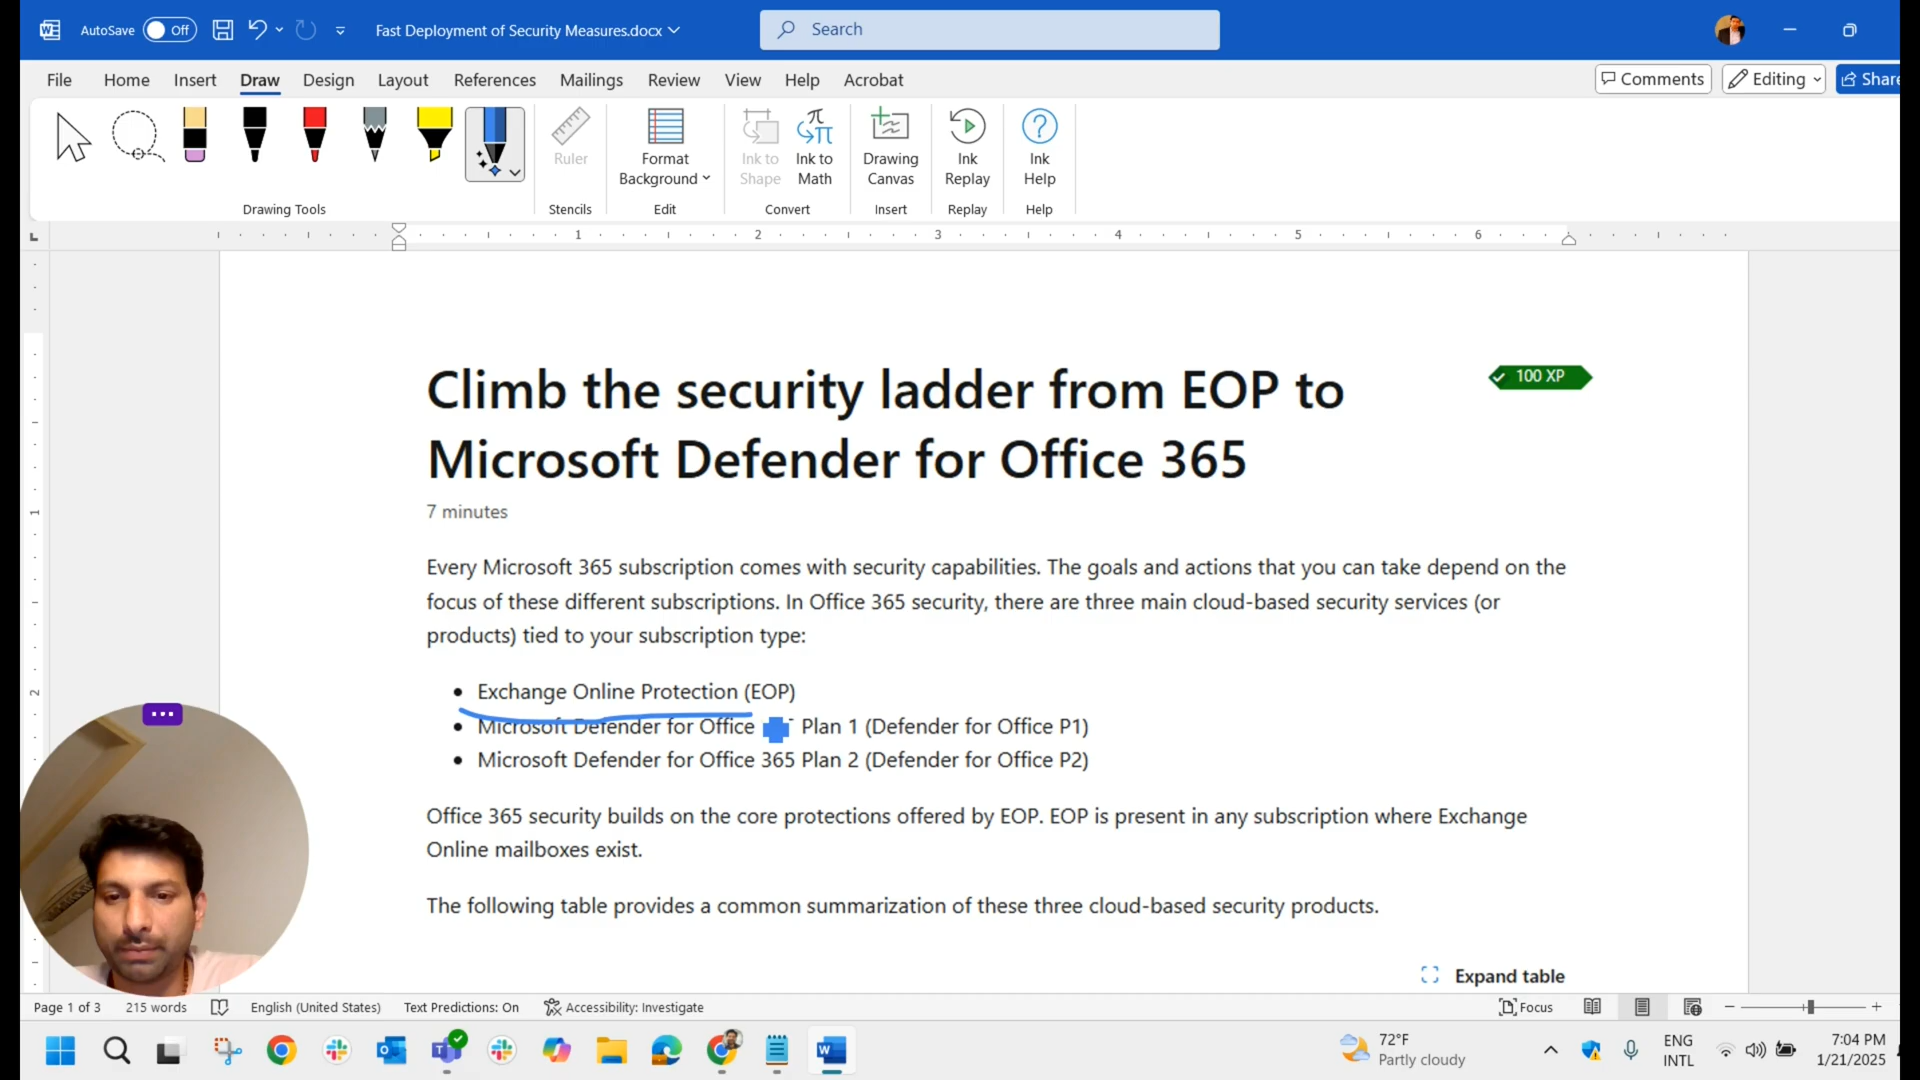 AutoSave Off Fast Deployment of Security Measures.docx Search
File Home Insert Draw Design Layout References Mailings Review View Help Acrobat Comments Editing Share
Ruler Format Background Ink to Shape Ink to Math Drawing Canvas Ink Replay Ink Help
Drawing Tools Stencils Edit Convert Insert Replay Help
1 2 3 4 5 6
Climb the security ladder from EOP to
100 XP
Microsoft Defender for Office 365
7 minutes
1
Every Microsoft 365 subscription comes with security capabilities. The goals and actions that you can take depend on the
focus of these different subscriptions. In Office 365 security, there are three main cloud-based security services (or
products) tied to your subscription type:
2
• Exchange Online Protection (EOP)
• Microsoft Defender for Office Plan 1 (Defender for Office P1)
• Microsoft Defender for Office 365 Plan 2 (Defender for Office P2)
Office 365 security builds on the core protections offered by EOP. EOP is present in any subscription where Exchange
Online mailboxes exist.
The following table provides a common summarization of these three cloud-based security products.
Expand table
Page 1 of 3 215 words English (United States) Text Predictions: On Accessibility: Investigate Focus
72°F
Partly cloudy
ENG
INTL
7:04 PM
1/21/2025